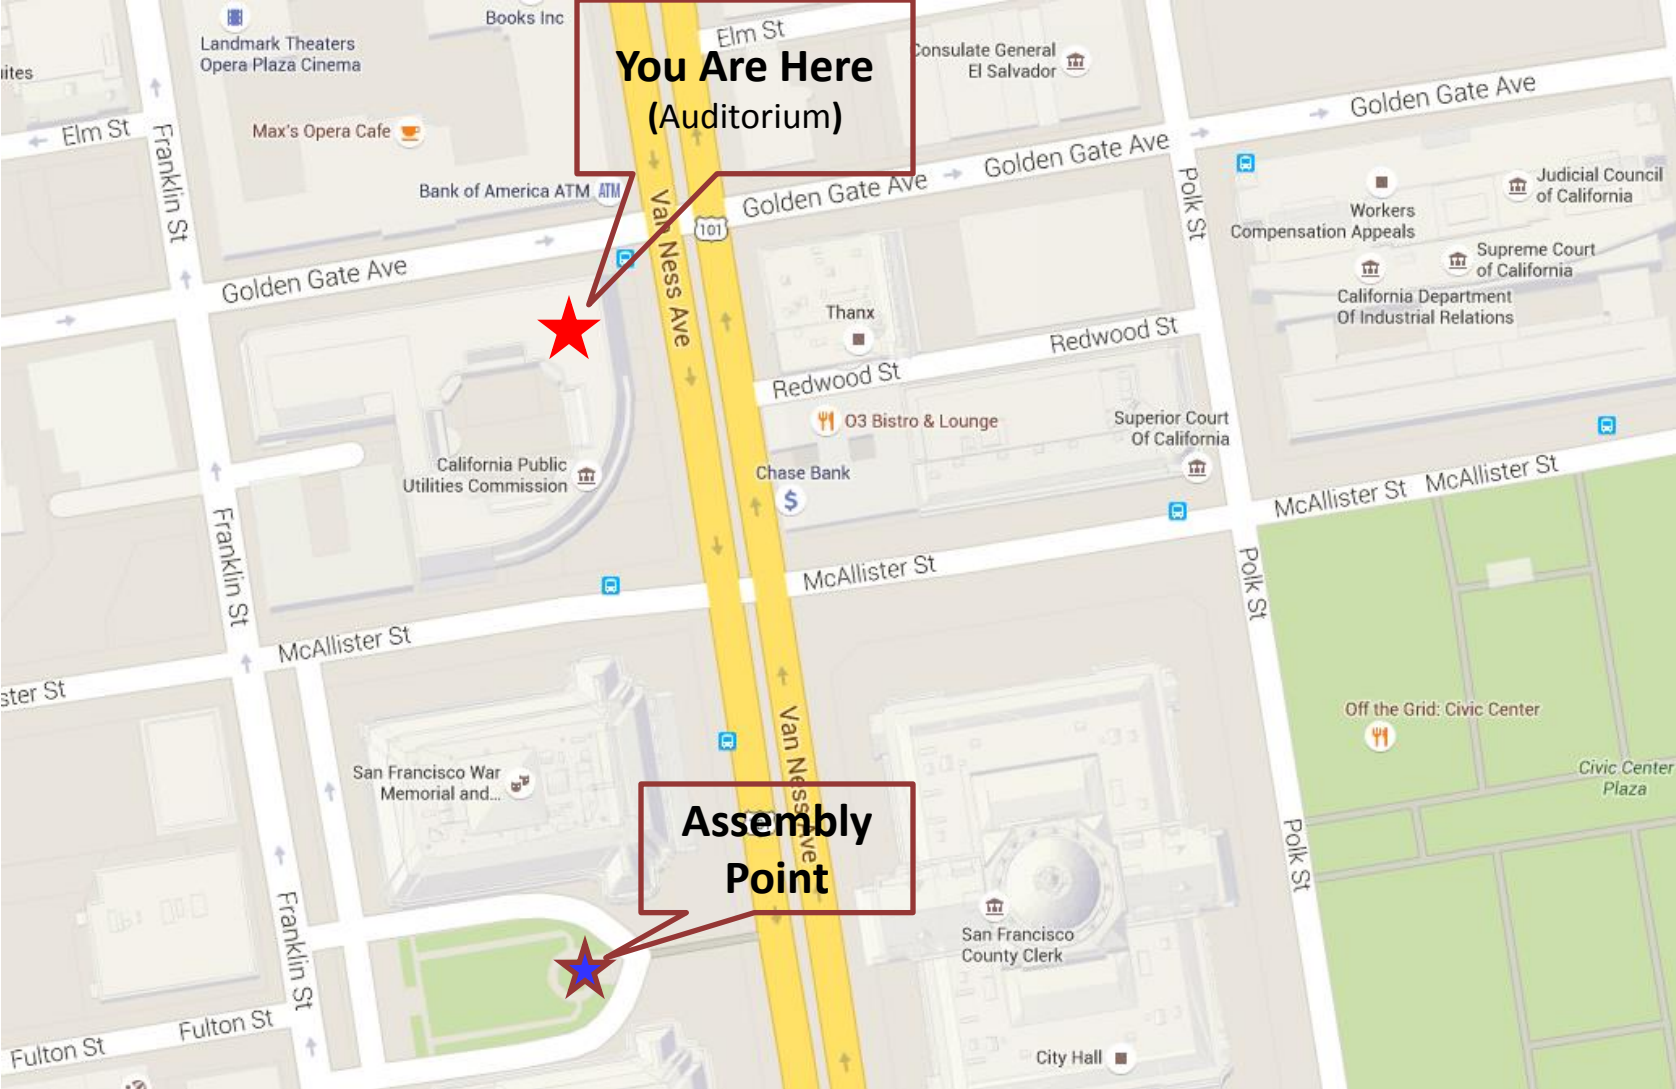 Books Inc
Landmark Theaters
Opera Plaza Cinema
Elm St
You Are Here
(Auditorium)
Consulate General
El Salvador
ites
Elm St
Max's Opera Cafe
Franklin St
Golden Gate Ave
Golden Gate Ave
Golden Gate Ave
Bank of America ATM
ATM
Van Ness Ave
101
Polk St
Judicial Council
of California
Workers
Compensation Appeals
Supreme Court
of California
California Department
Of Industrial Relations
Golden Gate Ave
Thanx
Redwood St
Redwood St
O3 Bistro & Lounge
Superior Court
Of California
California Public
Utilities Commission
Chase Bank
$
McAllister St
McAllister St
McAllister St
Franklin St
Polk St
McAllister St
ster St
San Francisco War
Memorial and...
Van Ness Ave
Off the Grid: Civic Center
Civic Center
Plaza
Assembly
Point
Polk St
Franklin St
San Francisco
County Clerk
Fulton St
Fulton St
City Hall